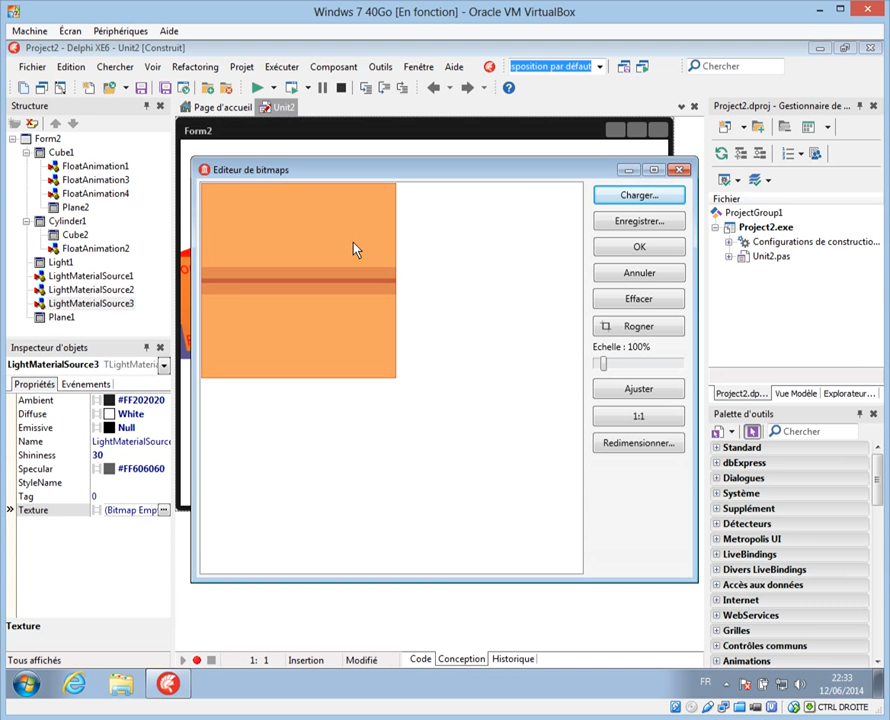 Windws 7 40Go [En fonction] - Oracle VM VirtualBox
Machine Écran Périphériques Aide
Project2 - Delphi XE6 - Unit2 [Construit]
Fichier Edition Chercher Voir Refactoring Projet Exécuter Composant Outils Fenêtre Aide sposition par défaut Chercher
Structure
Form2
Cube1
FloatAnimation1
FloatAnimation3
FloatAnimation4
Plane2
Cylinder1
Cube2
FloatAnimation2
Light1
LightMaterialSource1
LightMaterialSource2
LightMaterialSource3
Plane1
Inspecteur d'objets
LightMaterialSource3 TLightMateria
Propriétés Evénements
Ambient #FF202020
Diffuse White
Emissive Null
Name LightMaterialSource
Shininess 30
Specular #FF606060
StyleName
Tag 0
Texture (Bitmap Emp
Texture
Tous affichés
Page d'accueil Unit2
Form2
Editeur de bitmaps
Charger...
Enregistrer...
OK
Annuler
Effacer
Rogner
Echelle : 100%
Ajuster
1:1
Redimensionner...
1: 1 Insertion Modifié Code Conception Historique
Project2.dproj - Gestionnaire de ...
Fichier
ProjectGroup1
Project2.exe
Configurations de constructio...
Unit2.pas
Project2.dp... Vue Modèle Explorateur...
Palette d'outils
Chercher
Standard
dbExpress
Dialogues
Système
Supplément
Détecteurs
Metropolis UI
LiveBindings
Divers LiveBindings
Accès aux données
Internet
WebServices
Grilles
Contrôles communs
Animations
FR
22:33
12/06/2014
CTRL DROITE